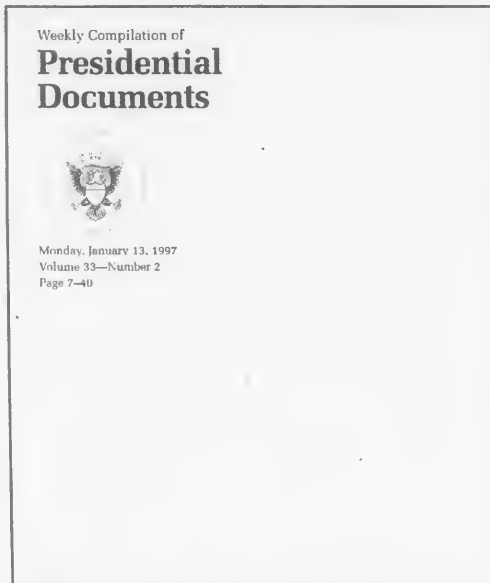 Weekly Compilation of
Presidential
Documents
Monday, January 13, 1997
Volume 33—Number 2
Page 7–40